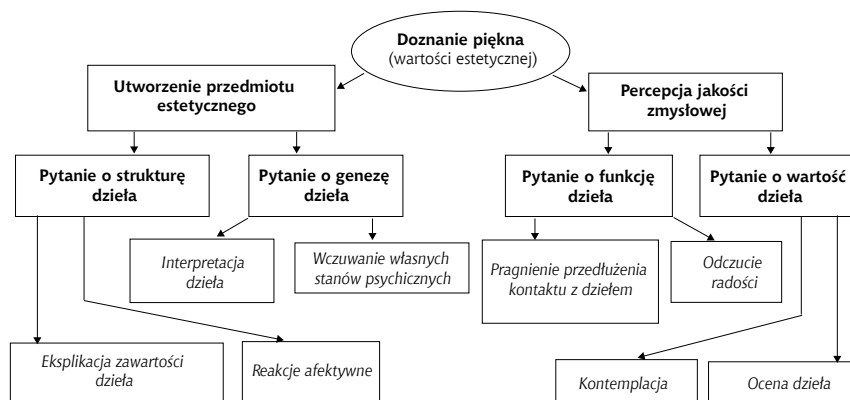 Doznanie piękna
(wartości estetycznej)
Utworzenie przedmiotu
estetycznego
Percepcja jakości
zmysłowej
Pytanie o strukturę
dzieła
Pytanie o genezę
dzieła
Pytanie o funkcję
dzieła
Pytanie o wartość
dzieła
Interpretacja
dzieła
Wczuwanie własnych
stanów psychicznych
Pragnienie przedłużenia
kontaktu z dziełem
Odczucie
radości
Eksplikacja zawartości
dzieła
Reakcje afektywne
Kontemplacja
Ocena dzieła